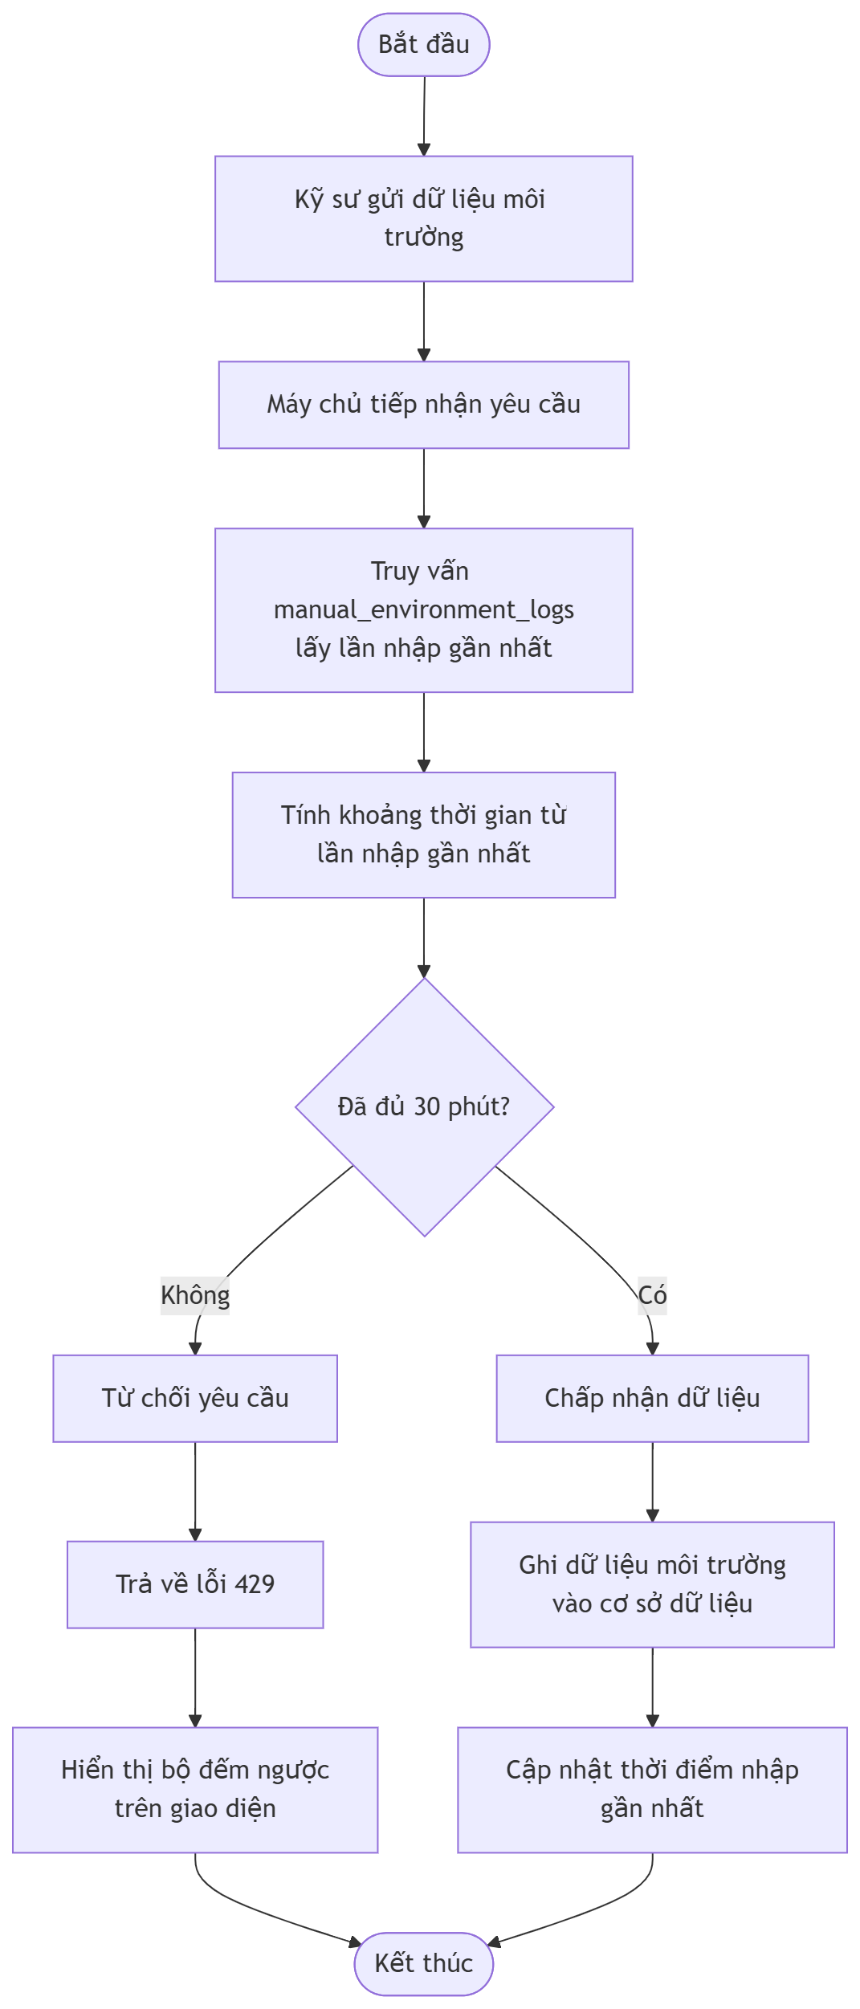 Bắt đầu
Kỹ sư gửi dữ liệu môi
trường
Máy chủ tiếp nhận yêu cầu
Truy vấn
manual_environment_logs
lấy lần nhập gần nhất
Tính khoảng thời gian từ
lần nhập gần nhất
Đã đủ 30 phút?
Không
Có
Từ chối yêu cầu
Chấp nhận dữ liệu
Trả về lỗi 429
Ghi dữ liệu môi trường
vào cơ sở dữ liệu
Hiển thị bộ đếm ngược
trên giao diện
Cập nhật thời điểm nhập
gần nhất
Kết thúc